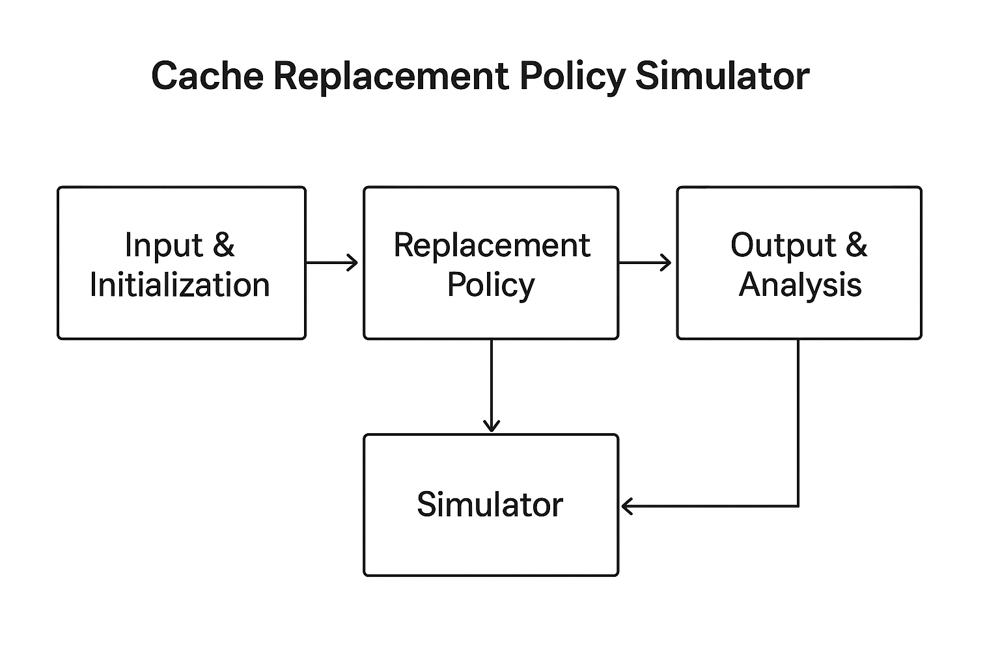 Cache Replacement Policy Simulator
Input &
Initialization
Replacement
Policy
Output &
Analysis
Simulator